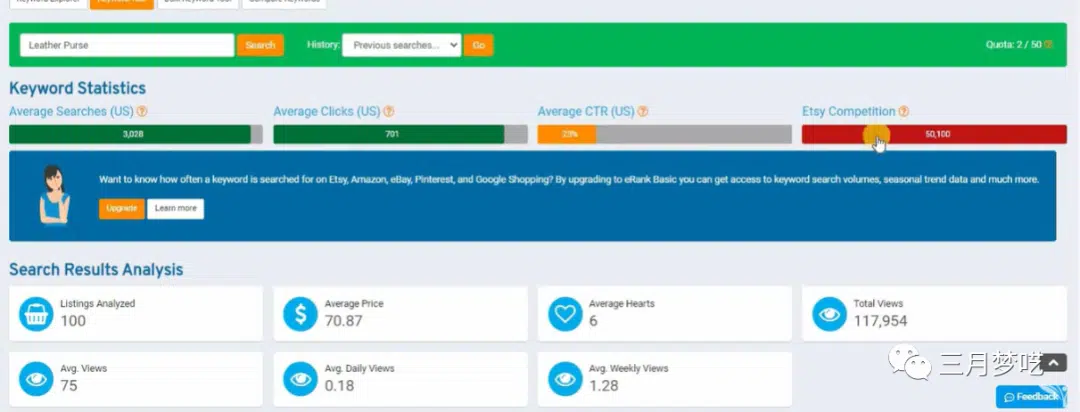 Keyword Tool
Leather Purse
Search
History:
Previous searches...
Go
Quota: 2 / 50
Keyword Statistics
Average Searches (US)
Average Clicks (US)
Average CTR (US)
Etsy Competition
3,028
701
23%
50,100
Want to know how often a keyword is searched for on Etsy, Amazon, eBay, Pinterest, and Google Shopping? By upgrading to eRank Basic you can get access to keyword search volumes, seasonal trend data and much more.
Upgrade
Learn more
Search Results Analysis
Listings Analyzed
100
Average Price
70.87
Average Hearts
6
Total Views
117,954
Avg. Views
75
Avg. Daily Views
0.18
Avg. Weekly Views
1.28
三月梦呓
Feedback